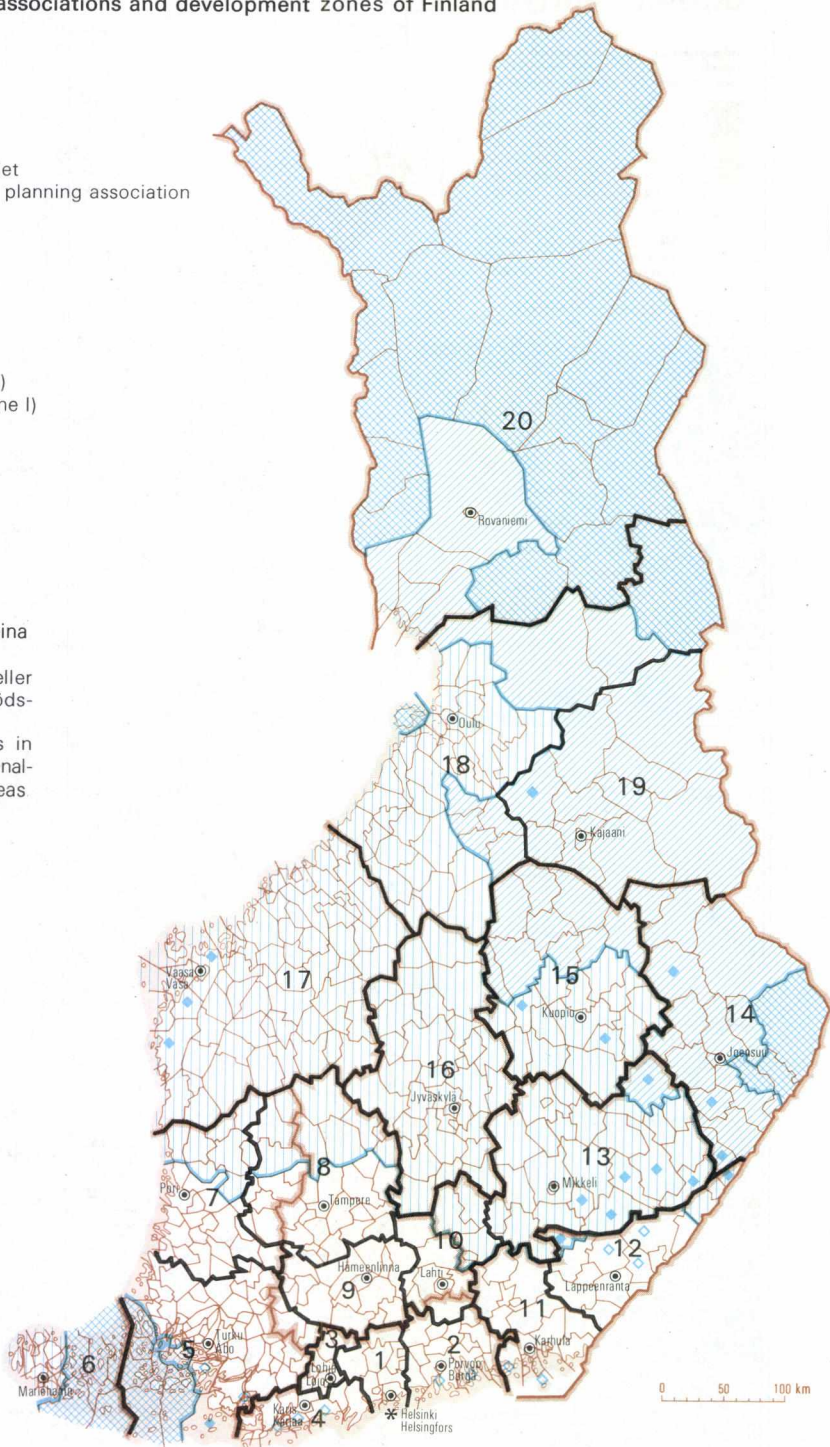 associations and development zones of Finland
et
planning association
)
ne I)
ina
eller
öds-
s in
nal-
eas
20
Rovaniemi
Oulu
18
19
Kajaani
Vaasa
Vasa
17
15
Kuopio
14
Joensuu
16
Jyväskylä
13
Mikkeli
8
Pori
7
Tampere
10
12
Hämeenlinna
9
Lahti
Lappeenranta
11
Turku
Åbo
5
3
Karhula
6
1
2
Lohja
Lojo
Porvoo
Borgå
Mariehamn
Karis
Karjaa
4
* Helsinki
Helsingfors
0 50 100 km